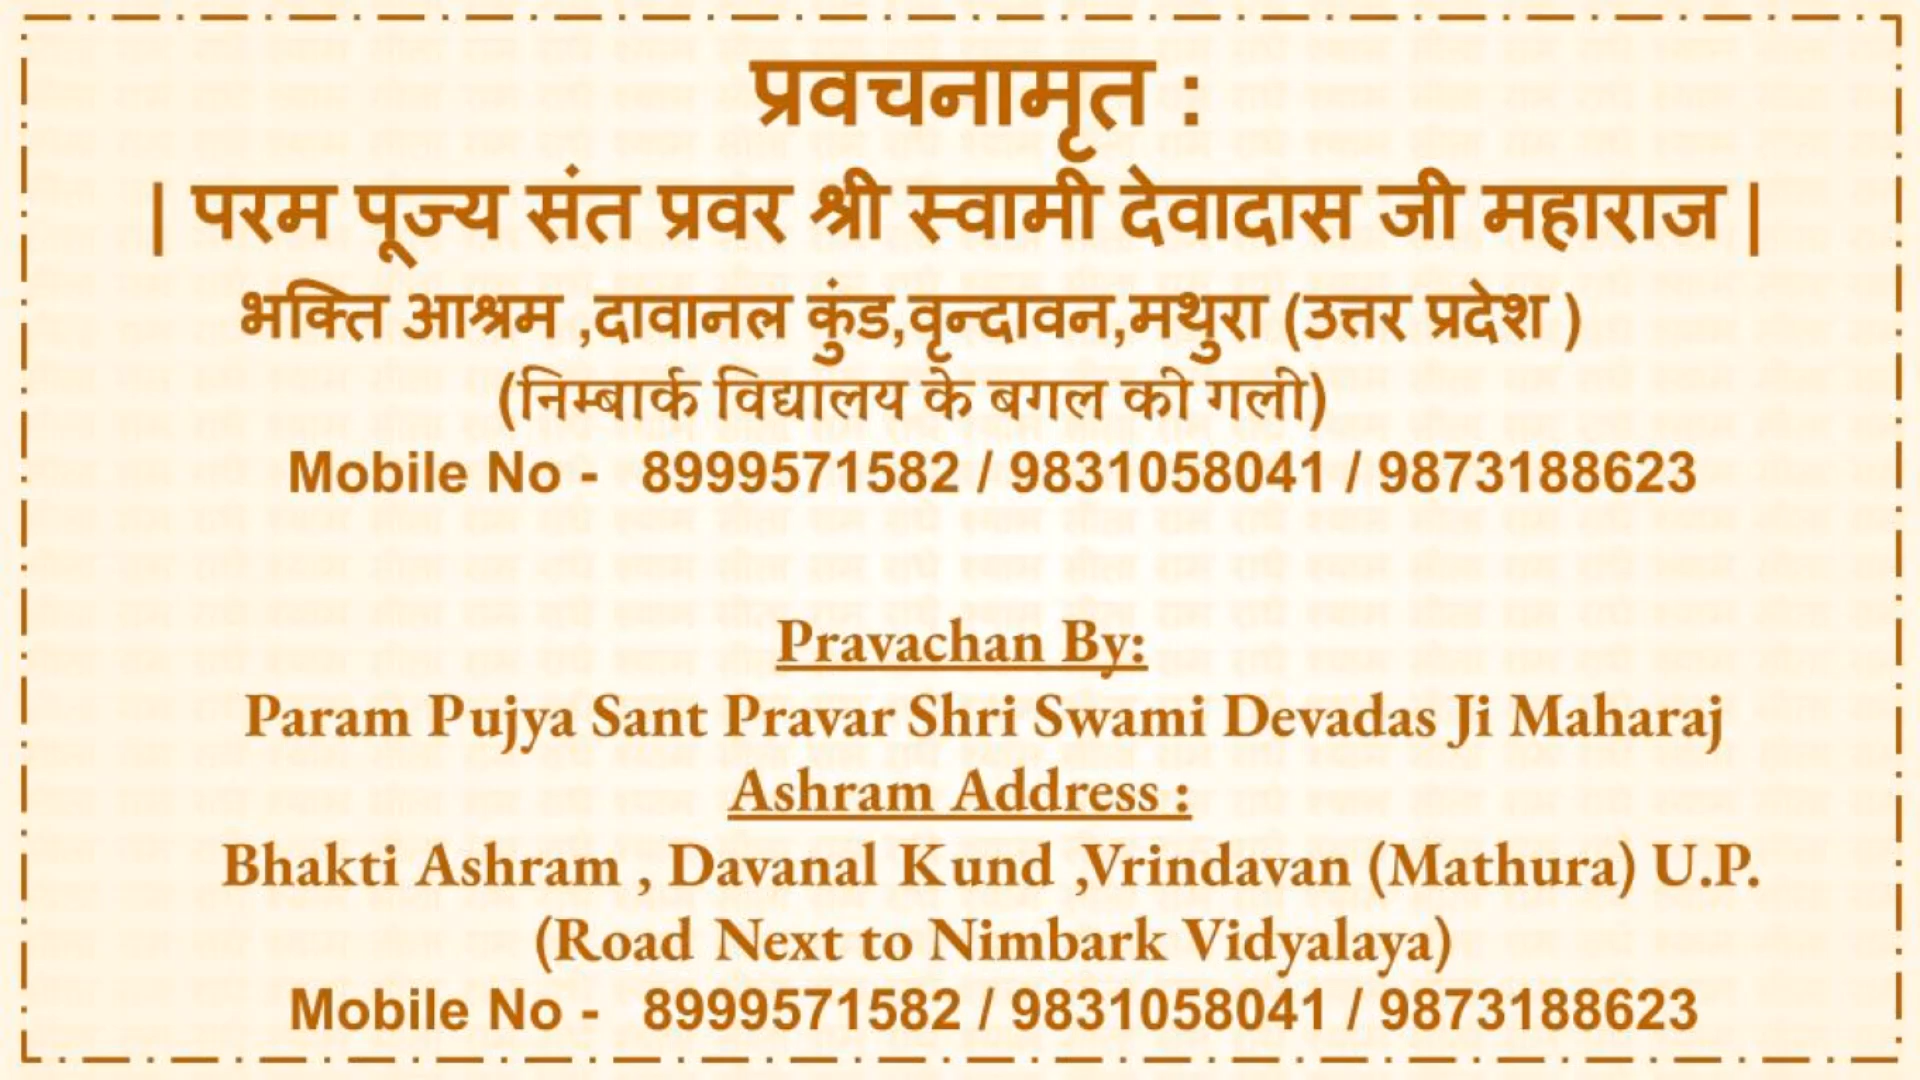 प्रवचनामृत :
| परम पूज्य संत प्रवर श्री स्वामी देवादास जी महाराज |
भक्ति आश्रम ,दावानल कुंड,वृन्दावन,मथुरा (उत्तर प्रदेश )
(निम्बार्क विद्यालय के बगल की गली)
Mobile No - 8999571582 / 9831058041 / 9873188623
Pravachan By:
Param Pujya Sant Pravar Shri Swami Devadas Ji Maharaj
Ashram Address :
Bhakti Ashram , Davanal Kund ,Vrindavan (Mathura) U.P.
(Road Next to Nimbark Vidyalaya)
Mobile No - 8999571582 / 9831058041 / 9873188623